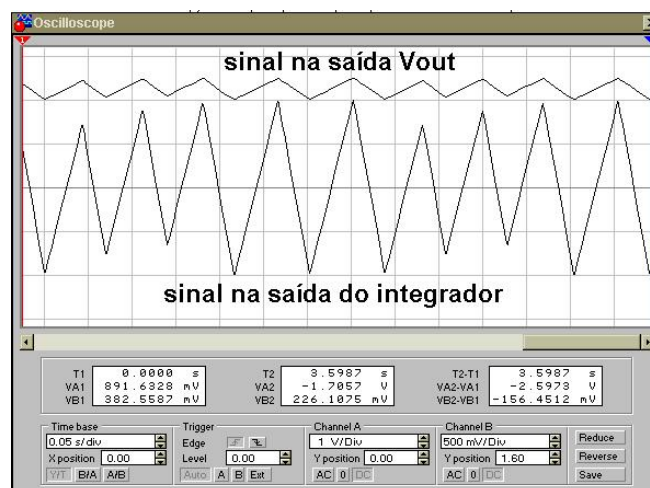 Oscilloscope
1
sinal na saída Vout
sinal na saída do integrador
T1 0.0000 s
VA1 891.6328 mV
VB1 382.5587 mV
T2 3.5987 s
VA2 -1.7057 V
VB2 226.1075 mV
T2-T1 3.5987 s
VA2-VA1 -2.5973 V
VB2-VB1 -156.4512 mV
Time base
0.05 s/div
X position 0.00
Y/T B/A A/B
Trigger
Edge
Level 0.00
Auto A B Ext
Channel A
1 V/Div
Y position 0.00
AC 0 DC
Channel B
500 mV/Div
Y position 1.60
AC 0 DC
Reduce
Reverse
Save